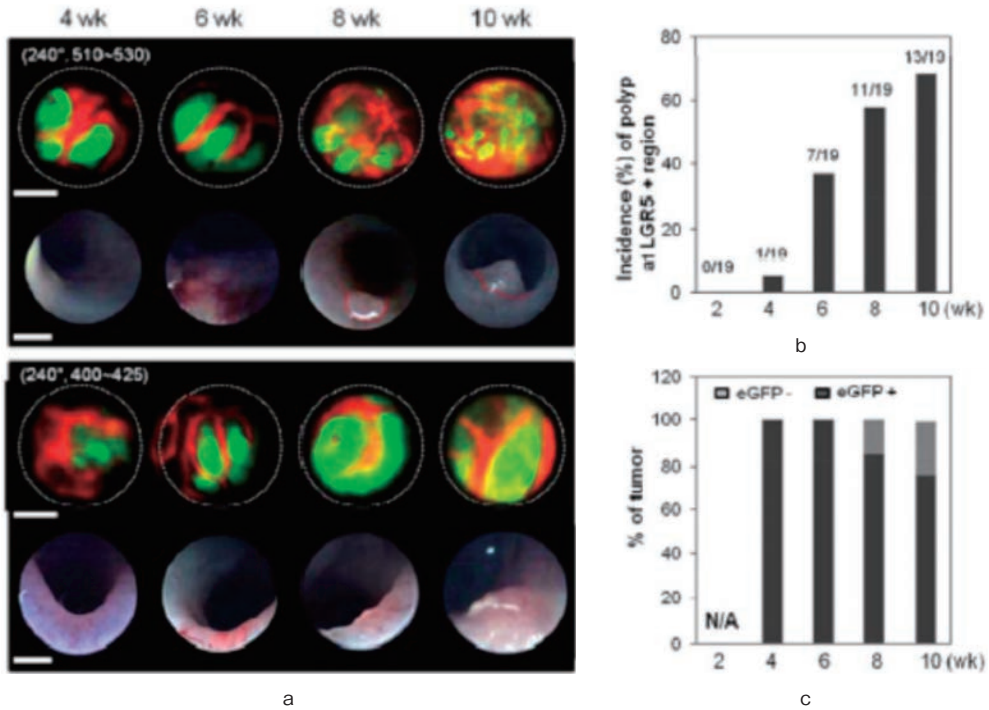 4 wk 6 wk 8 wk 10 wk
(240°, 510~530)
(240°, 400~425)
a
Incidence (%) of polyp
at LGR5 + region
80
60
40
20
0
0/19 1/19 7/19 11/19 13/19
2 4 6 8 10 (wk)
b
% of tumor
120
100
80
60
40
20
0
eGFP - eGFP +
N/A
2 4 6 8 10 (wk)
c